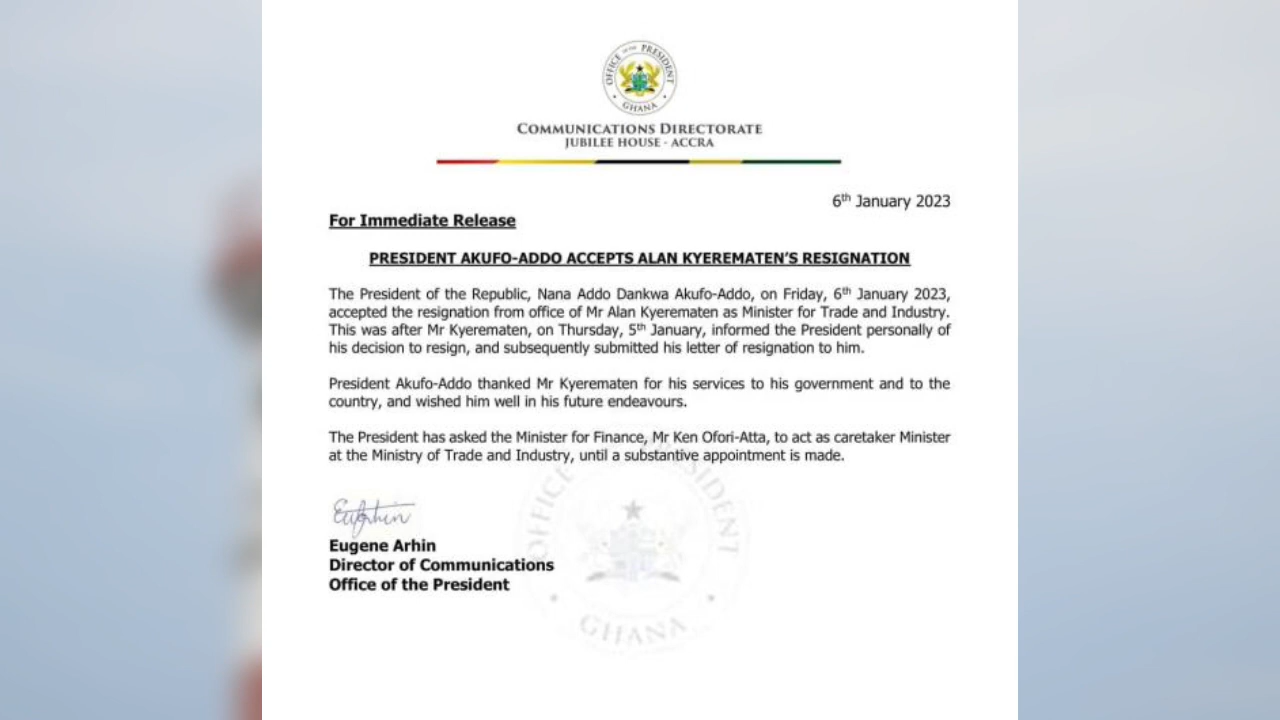 OFFICE OF THE PRESIDENT
GHANA
COMMUNICATIONS DIRECTORATE
JUBILEE HOUSE - ACCRA
6th January 2023
For Immediate Release
PRESIDENT AKUFO-ADDO ACCEPTS ALAN KYEREMATEN'S RESIGNATION
The President of the Republic, Nana Addo Dankwa Akufo-Addo, on Friday, 6th January 2023,
accepted the resignation from office of Mr Alan Kyerematen as Minister for Trade and Industry.
This was after Mr Kyerematen, on Thursday, 5th January, informed the President personally of
his decision to resign, and subsequently submitted his letter of resignation to him.
President Akufo-Addo thanked Mr Kyerematen for his services to his government and to the
country, and wished him well in his future endeavours.
The President has asked the Minister for Finance, Mr Ken Ofori-Atta, to act as caretaker Minister
at the Ministry of Trade and Industry, until a substantive appointment is made.
Eugene Arhin
Director of Communications
Office of the President
OFFICE PRESIDENT
GHANA